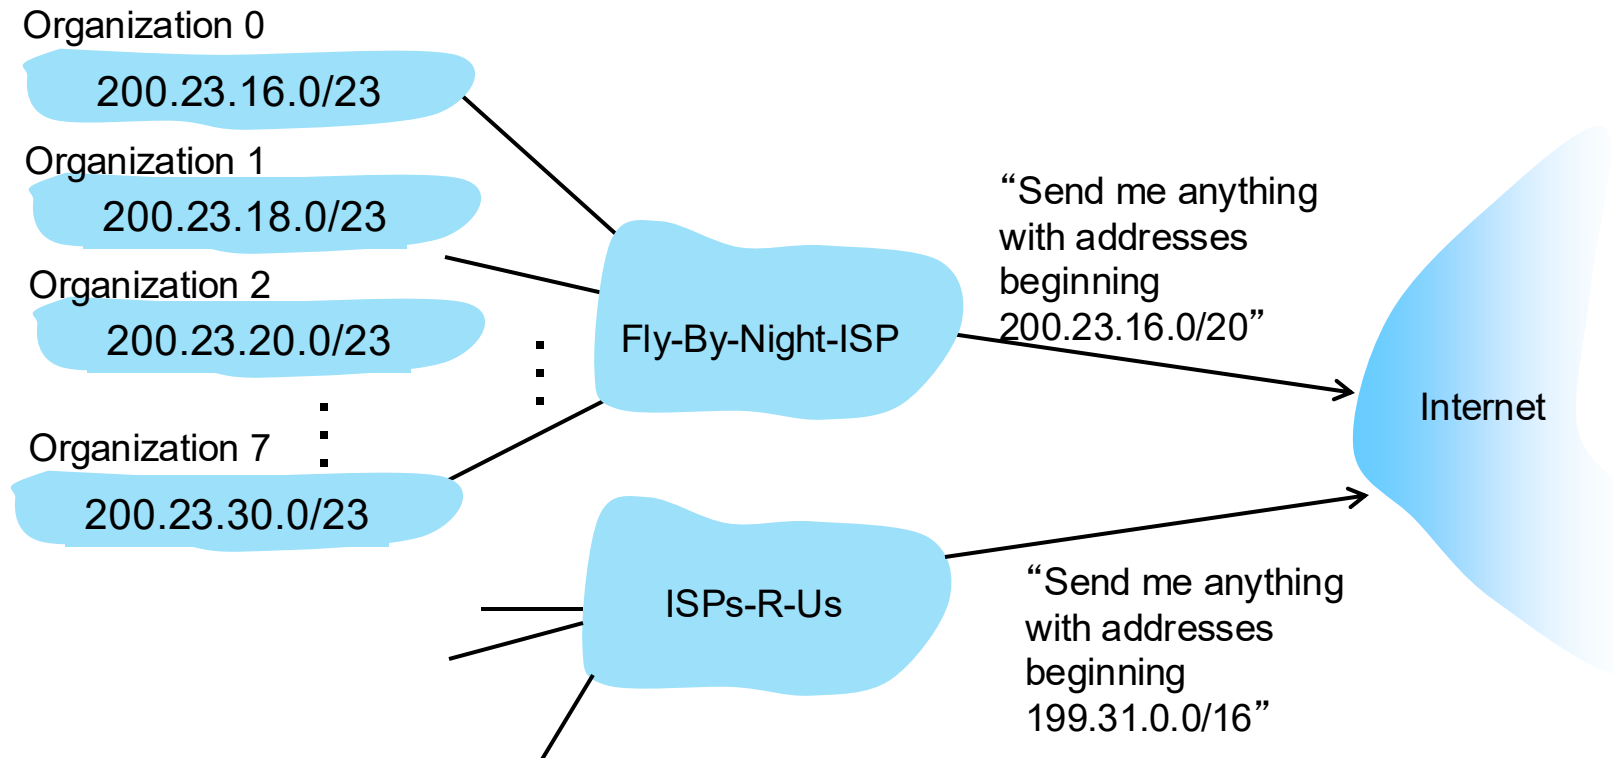 Organization 0
200.23.16.0/23
Organization 1
200.23.18.0/23
Organization 2
200.23.20.0/23
Organization 7
200.23.30.0/23
Fly-By-Night-ISP
“Send me anything
with addresses
beginning
200.23.16.0/20”
Internet
ISPs-R-Us
“Send me anything
with addresses
beginning
199.31.0.0/16”